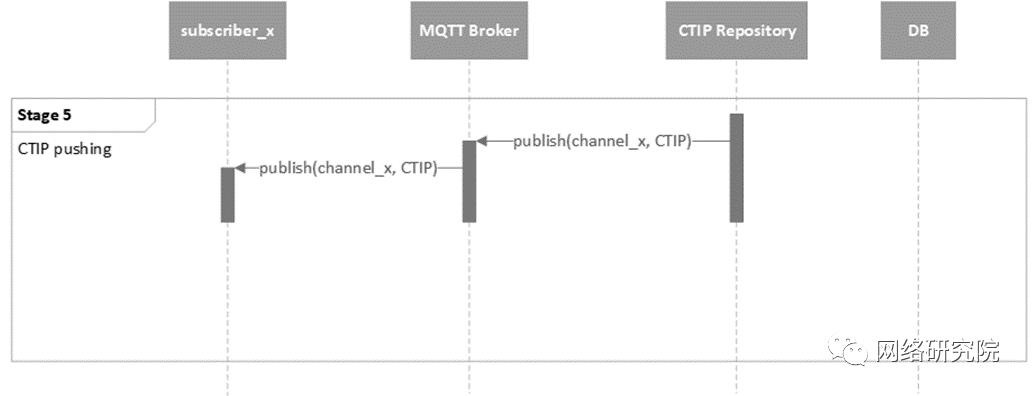 subscriber_x
MQTT Broker
CTIP Repository
DB
Stage 5
CTIP pushing
publish(channel_x, CTIP)
publish(channel_x, CTIP)
网络研究院